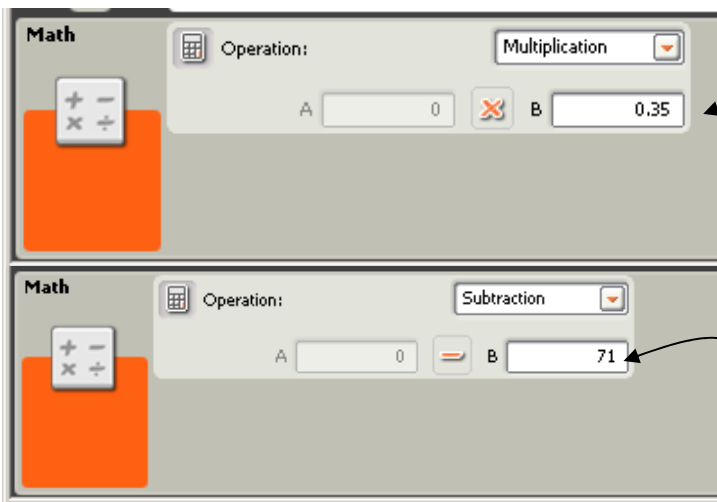 Math
Operation:
Multiplication
A 0 B 0.35
Math
Operation:
Subtraction
A 0 B 71